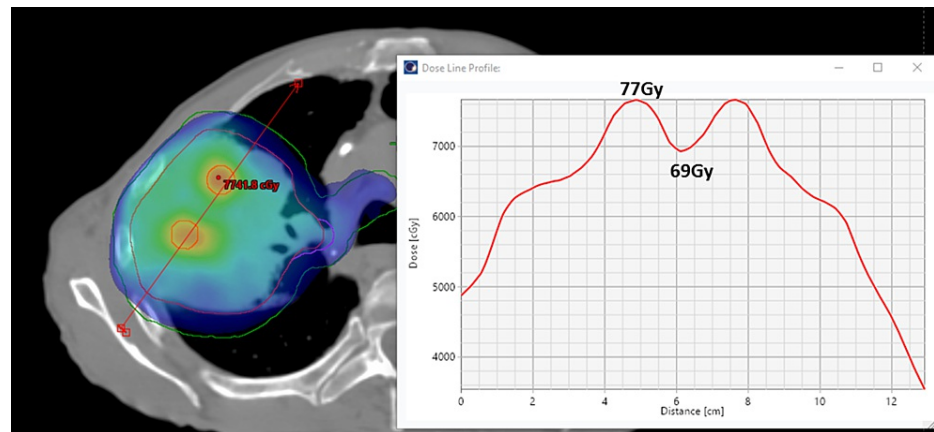 Dose Line Profile:
77Gy
7741.8 cGy
69Gy
7000
6000
5000
4000
Dose [cGy]
0 2 4 6 8 10 12
Distance [cm]